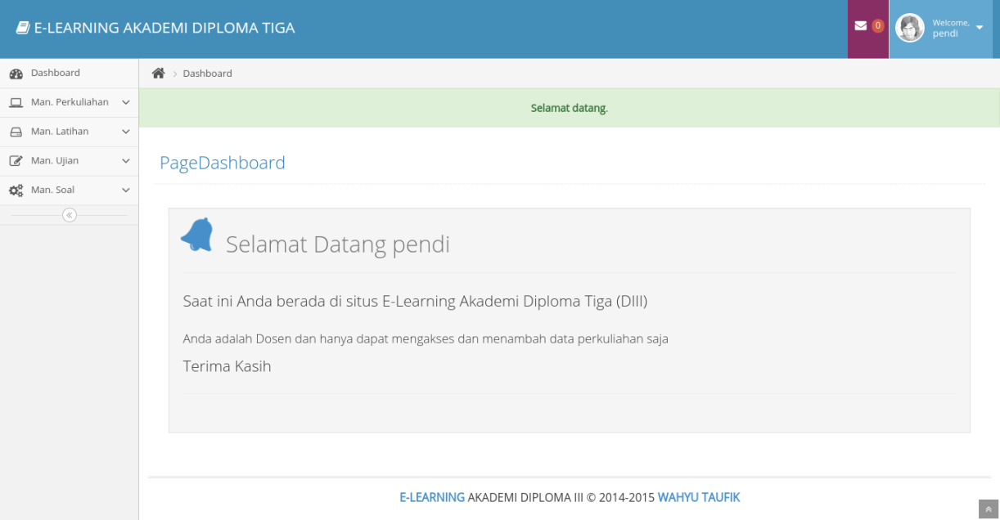 E-LEARNING AKADEMI DIPLOMA TIGA
0
Welcome,
pendi
Dashboard
Man. Perkuliahan
Man. Latihan
Man. Ujian
Man. Soal
Dashboard
Selamat datang.
PageDashboard
Selamat Datang pendi
Saat ini Anda berada di situs E-Learning Akademi Diploma Tiga (DIII)
Anda adalah Dosen dan hanya dapat mengakses dan menambah data perkuliahan saja
Terima Kasih
E-LEARNING AKADEMI DIPLOMA III © 2014-2015 WAHYU TAUFIK